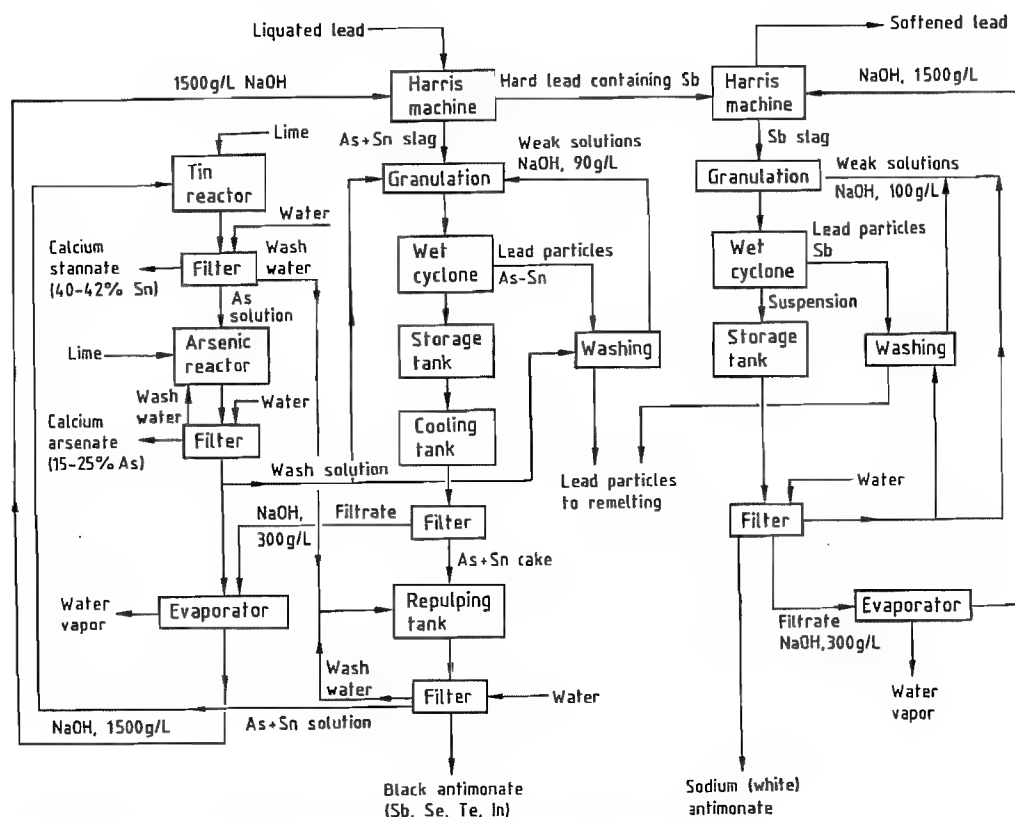 Liquated lead
Softened lead
1500g/L NaOH
Harris
machine
Hard lead containing Sb
Harris
machine
NaOH, 1500g/L
Lime
As+Sn slag
Weak solutions
NaOH, 90g/L
Sb slag
Tin
reactor
Granulation
Granulation
Weak solutions
NaOH, 100g/L
Water
Calcium
stannate
(40-42% Sn)
Filter
Wash
water
Wet
cyclone
Lead particles
As-Sn
Wet
cyclone
Lead particles
Sb
As
solution
Suspension
Lime
Arsenic
reactor
Storage
tank
Washing
Storage
tank
Washing
Wash
water
Water
Calcium
arsenate
(15-25% As)
Filter
Cooling
tank
Wash solution
Lead particles
to remelting
Water
NaOH,
300g/L
Filtrate
Filter
Filter
As+Sn cake
Water
vapor
Evaporator
Repulping
tank
Filtrate
NaOH,300g/L
Evaporator
Wash
water
Filter
Water
Water
vapor
NaOH, 1500g/L
As+Sn solution
Black antimonate
(Sb, Se, Te, In)
Sodium (white)
antimonate